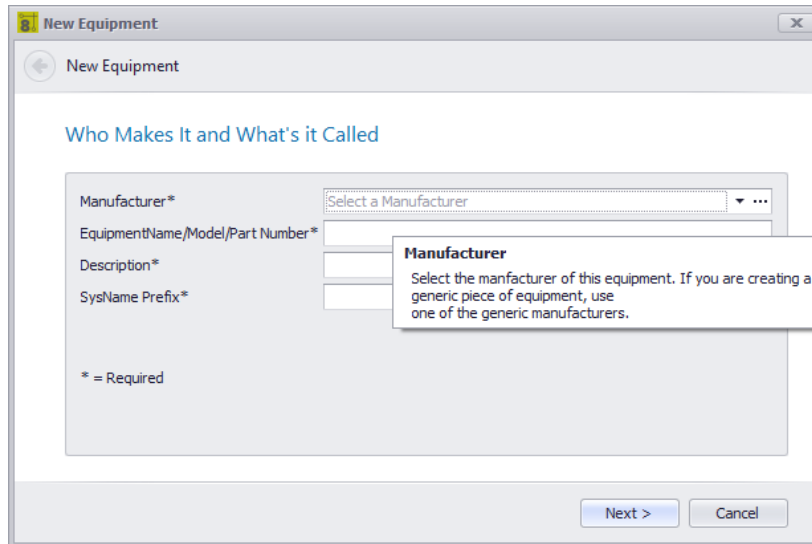 8
New Equipment
New Equipment
Who Makes It and What's it Called
Manufacturer*
Select a Manufacturer
EquipmentName/Model/Part Number*
Manufacturer
Select the manfacturer of this equipment. If you are creating a
generic piece of equipment, use
one of the generic manufacturers.
Description*
SysName Prefix*
* = Required
Next >
Cancel